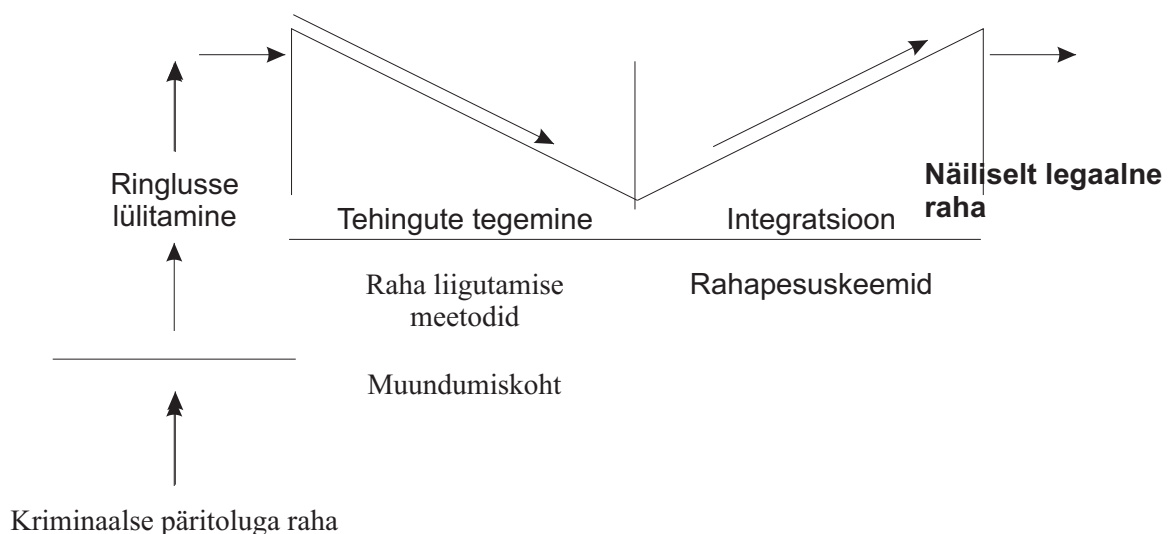 Ringlusse
lülitamine
Tehingute tegemine
Integratsioon
Näiliselt legaalne
raha
Raha liigutamise
meetodid
Rahapesuskeemid
Muundumiskoht
Kriminaalse päritoluga raha